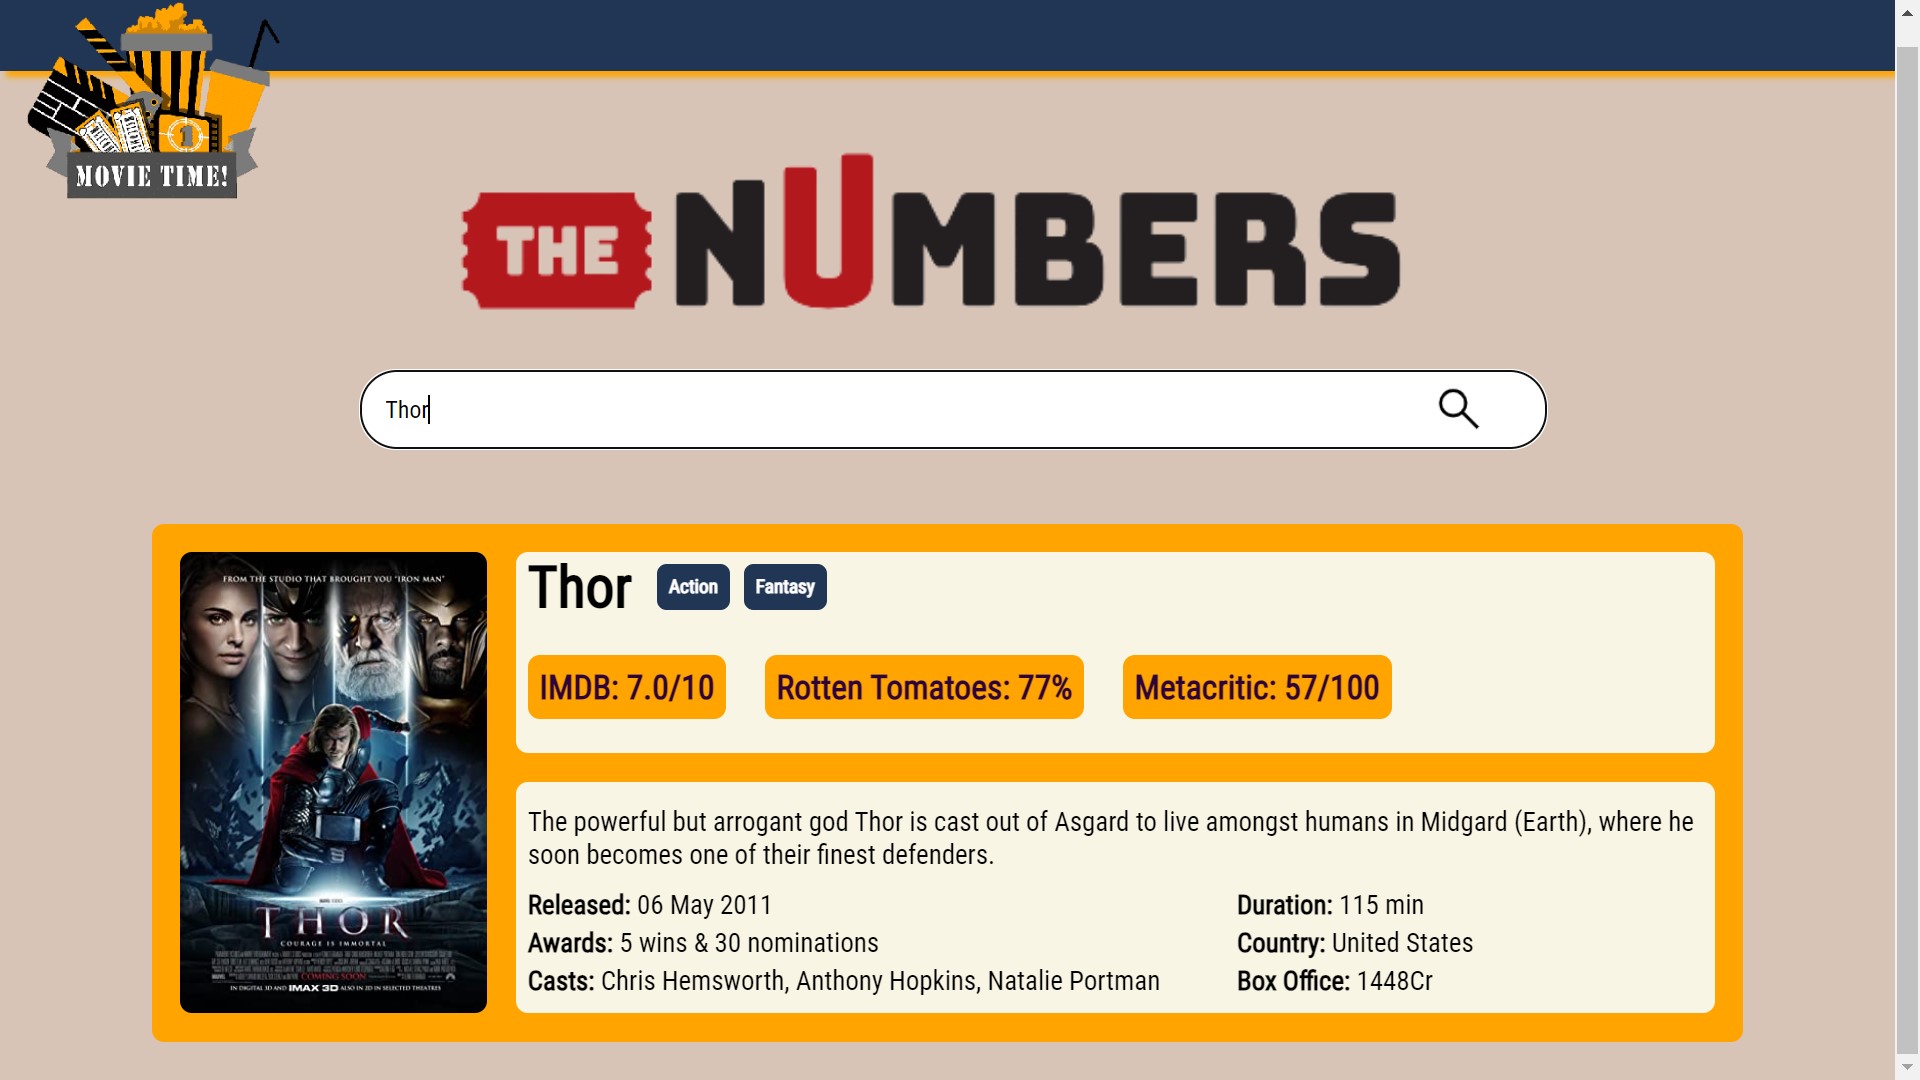 MOVIE TIME!
THE NUMBERS
Thor
FROM THE STUDIO THAT BROUGHT YOU "IRON MAN"
THOR
COURAGE IS IMMORTAL
COMING SOON
IN DIGITAL 3D AND IMAX 3D ALSO IN 2D IN SELECTED THEATRES
Thor Action Fantasy
IMDB: 7.0/10 Rotten Tomatoes: 77% Metacritic: 57/100
The powerful but arrogant god Thor is cast out of Asgard to live amongst humans in Midgard (Earth), where he
soon becomes one of their finest defenders.
Released: 06 May 2011 Duration: 115 min
Awards: 5 wins & 30 nominations Country: United States
Casts: Chris Hemsworth, Anthony Hopkins, Natalie Portman Box Office: 1448Cr